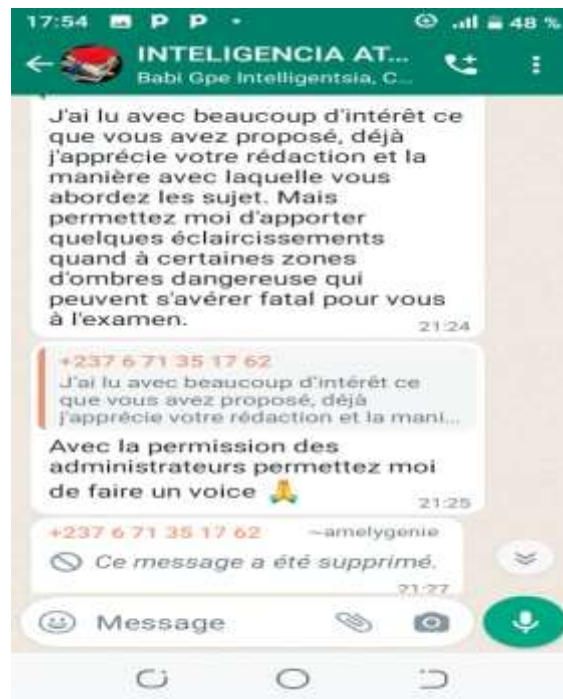 17:54 P P • 48 %
INTELIGENCIA AT...
Babi Gpe Intelligentsia, C...
J'ai lu avec beaucoup d'intérêt ce
que vous avez proposé, déjà
j'apprécie votre rédaction et la
manière avec laquelle vous
abordez les sujet. Mais
permettez moi d'apporter
quelques éclaircissements
quand à certaines zones
d'ombres dangereuse qui
peuvent s'avérer fatal pour vous
à l'examen.
21:24
+237 6 71 35 17 62
J'ai lu avec beaucoup d'intérêt ce
que vous avez proposé, déjà
j'apprécie votre rédaction et la mani...
Avec la permission des
administrateurs permettez moi
de faire un voice 🙏
21:25
+237 6 71 35 17 62 ~amelygenie
Ce message a été supprimé.
21:27
Message